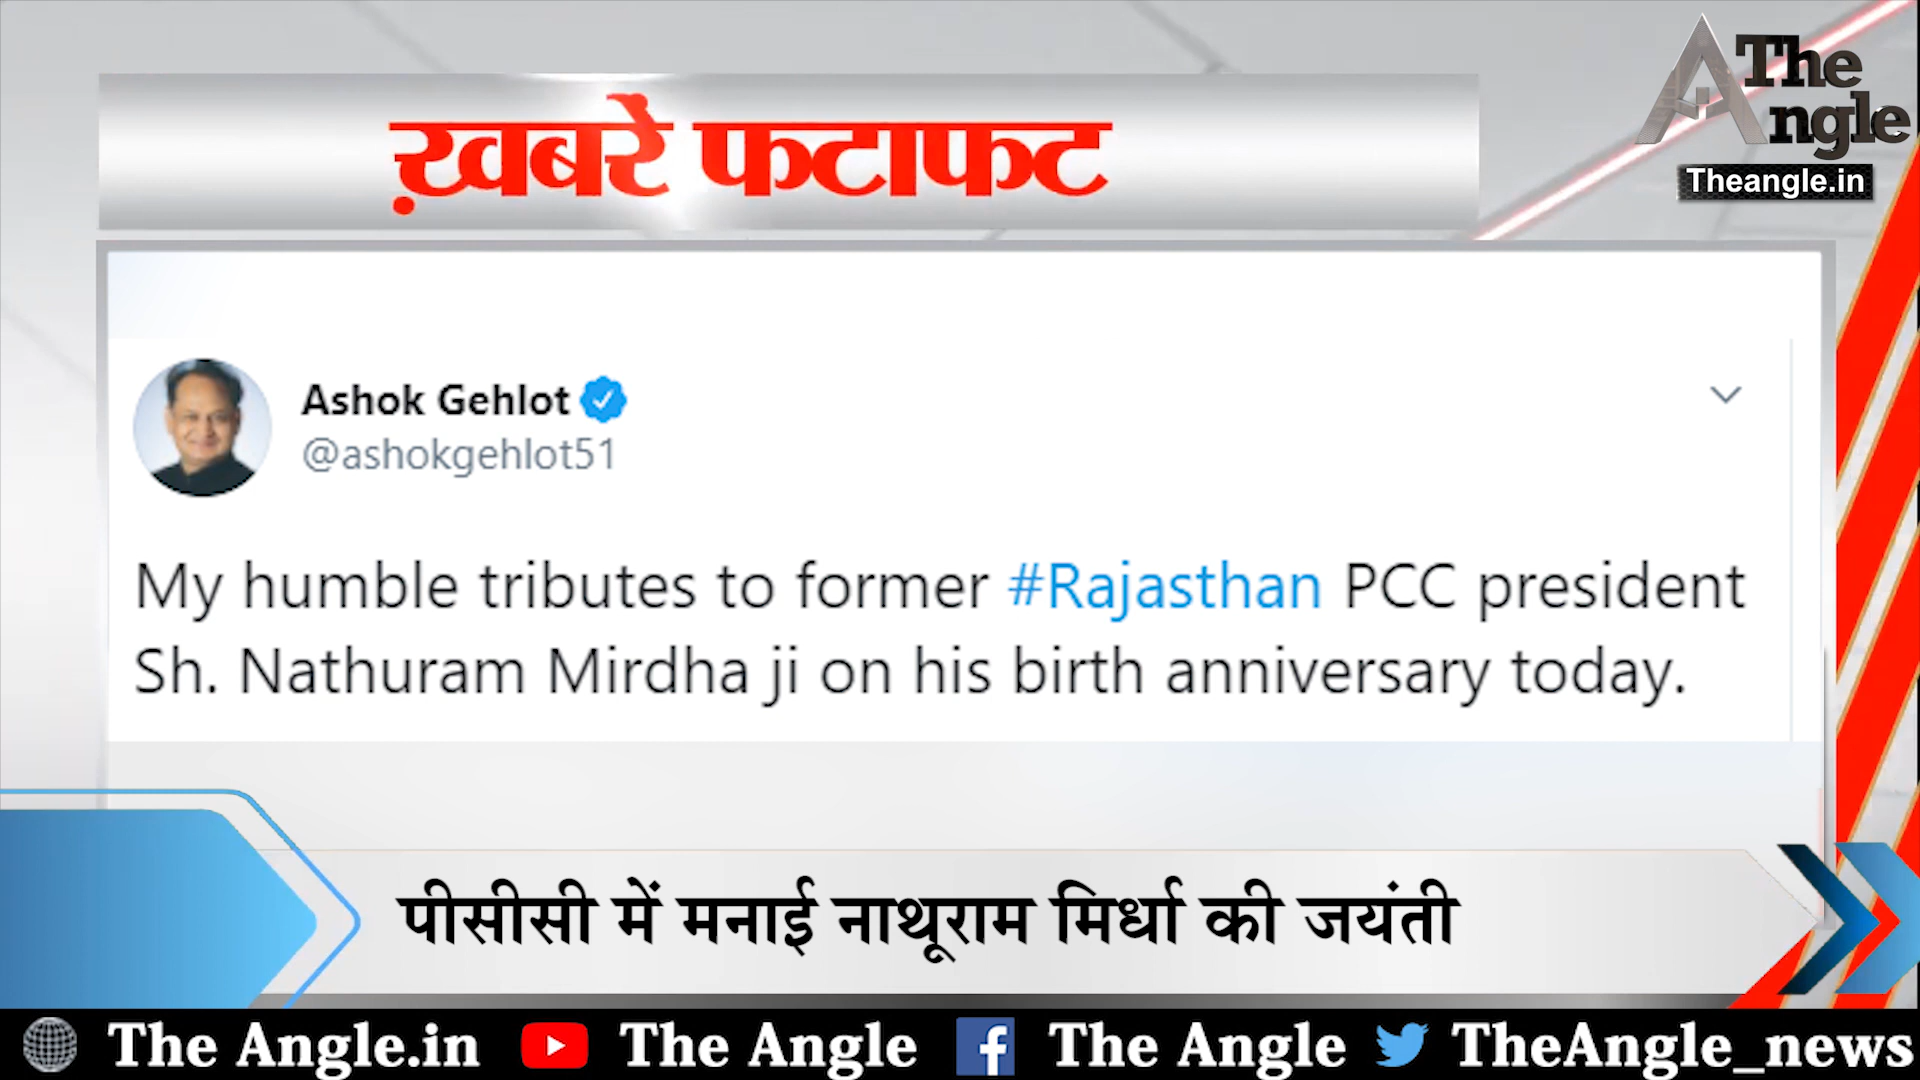 ख़बरें फटाफट
The
Angle
Theangle.in
Ashok Gehlot
@ashokgehlot51
My humble tributes to former #Rajasthan PCC president
Sh. Nathuram Mirdha ji on his birth anniversary today.
पीसीसी में मनाई नाथूराम मिर्धा की जयंती
The Angle.in The Angle The Angle TheAngle_news